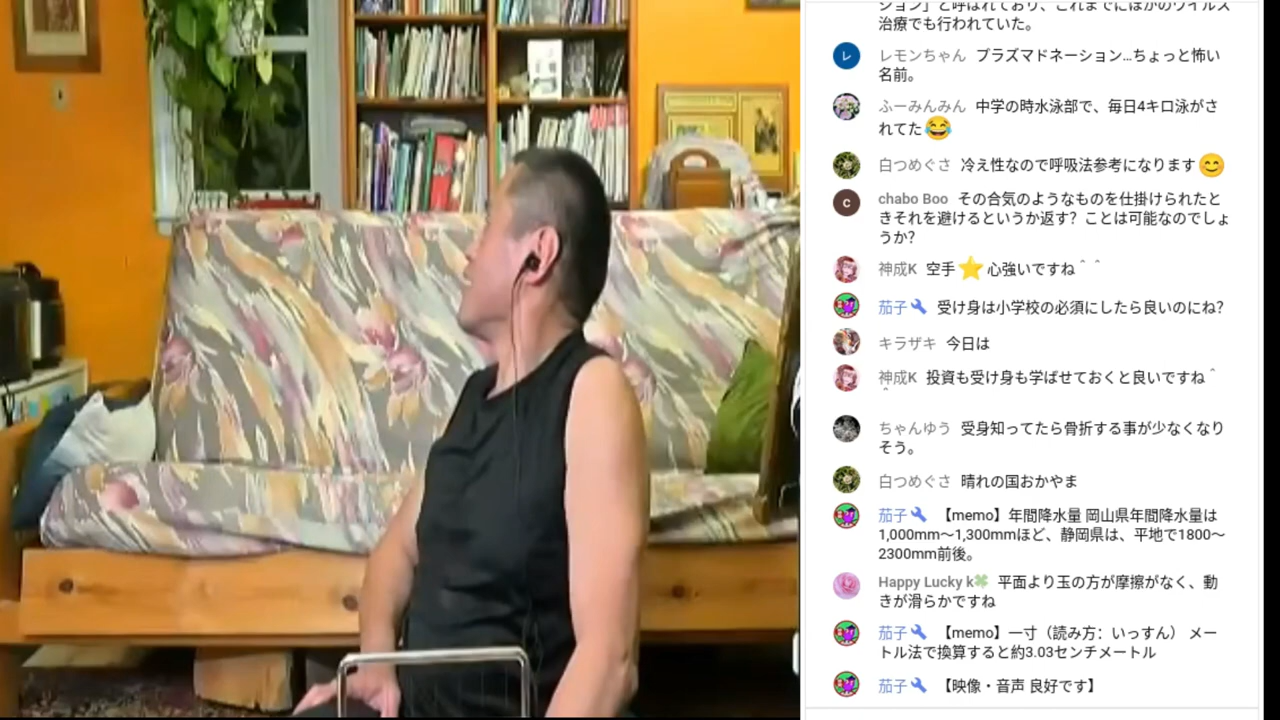 ション」と呼ばれており、これまでにほかのウイルス
治療でも行われていた。
レ レモンちゃん プラズマドネーション…ちょっと怖い
名前。
ふーみんみん 中学の時水泳部で、毎日4キロ泳がさ
れてた😂
白つめぐさ 冷え性なので呼吸法参考になります😊
c chabo Boo その合気のようなものを仕掛けられたと
きそれを避けるというか返す？ことは可能なのでしょ
うか？
神成K 空手⭐心強いですね＾＾
茄子🔧 受け身は小学校の必須にしたら良いのにね？
キラザキ 今日は
神成K 投資も受け身も学ばせておくと良いですね＾
＾
ちゃんゆう 受身知ってたら骨折する事が少なくなり
そう。
白つめぐさ 晴れの国おかやま
茄子🔧 【memo】年間降水量 岡山県年間降水量は
1,000mm～1,300mmほど、静岡県は、平地で1800～
2300mm前後。
Happy Lucky k🍀 平面より玉の方が摩擦がなく、動
きが滑らかですね
茄子🔧 【memo】一寸（読み方：いっすん） メー
トル法で換算すると約3.03センチメートル
茄子🔧 【映像・音声 良好です】